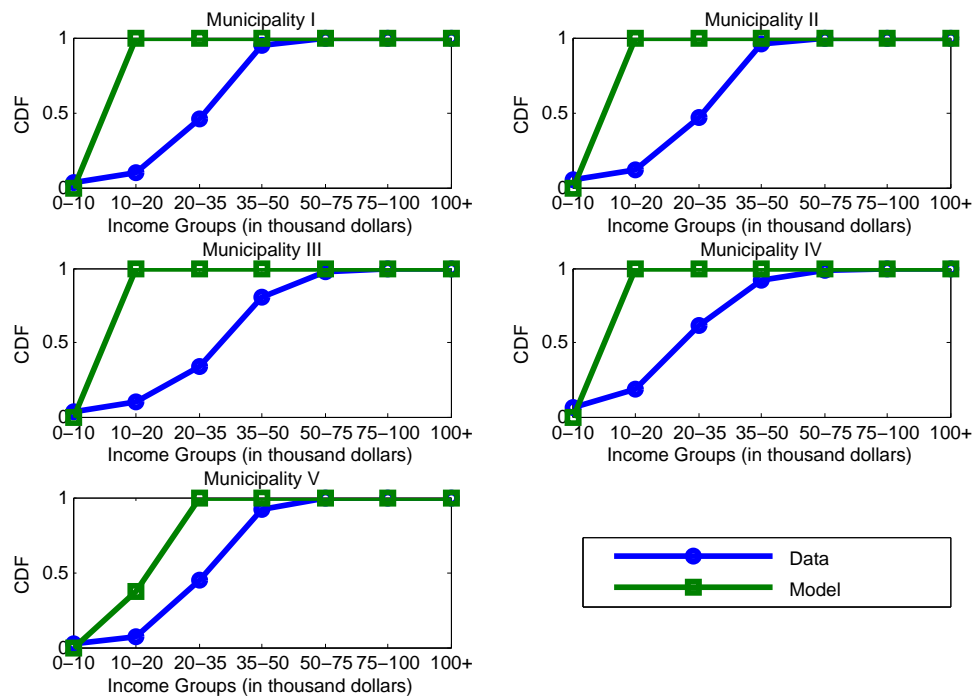 Municipality I
CDF
1
0.5
0
0–10 10–20 20–35 35–50 50–75 75–100 100+
Income Groups (in thousand dollars)
Municipality II
CDF
1
0.5
0
0–10 10–20 20–35 35–50 50–75 75–100 100+
Income Groups (in thousand dollars)
Municipality III
CDF
1
0.5
0
0–10 10–20 20–35 35–50 50–75 75–100 100+
Income Groups (in thousand dollars)
Municipality IV
CDF
1
0.5
0
0–10 10–20 20–35 35–50 50–75 75–100 100+
Income Groups (in thousand dollars)
Municipality V
CDF
1
0.5
0
0–10 10–20 20–35 35–50 50–75 75–100 100+
Income Groups (in thousand dollars)
Data
Model